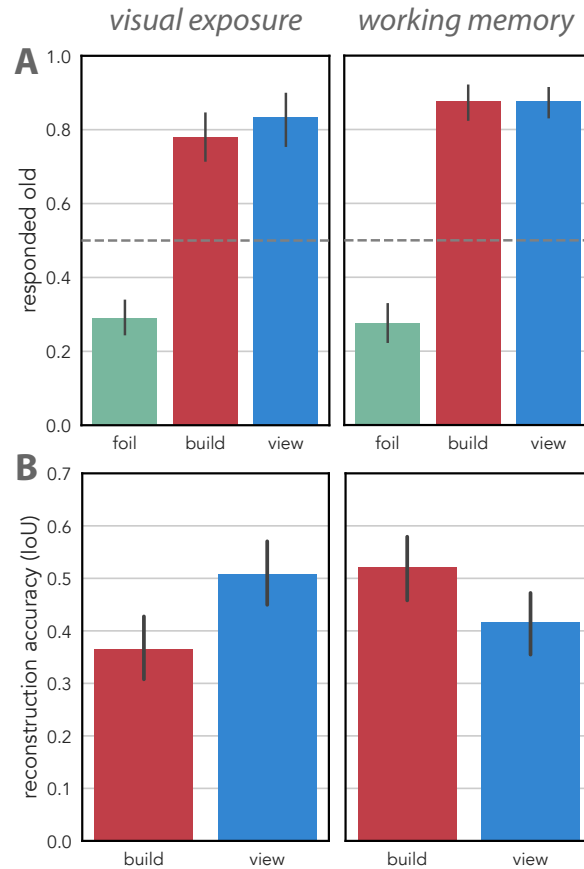 visual exposure
working memory
A
responded old
1.0
0.8
0.6
0.4
0.2
0.0
foil
build
view
foil
build
view
B
reconstruction accuracy (IoU)
0.7
0.6
0.5
0.4
0.3
0.2
0.1
0.0
build
view
build
view